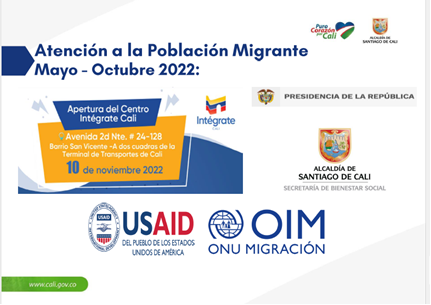 Puro
Corazón
por
Cali
ALCALDÍA DE
SANTIAGO DE CALI
Atención a la Población Migrante
Mayo - Octubre 2022:
Apertura del Centro
Intégrate Cali
Avenida 2d Nte. # 24-128
Barrio San Vicente -A dos cuadras de la
Terminal de Transportes de Cali
10 de noviembre 2022
Intégrate
PRESIDENCIA DE LA REPÚBLICA
ALCALDÍA DE
SANTIAGO DE CALI
SECRETARÍA DE BIENESTAR SOCIAL
USAID
USAID
DEL PUEBLO DE LOS ESTADOS
UNIDOS DE AMÉRICA
OIM
ONU MIGRACIÓN
www.cali.gov.co